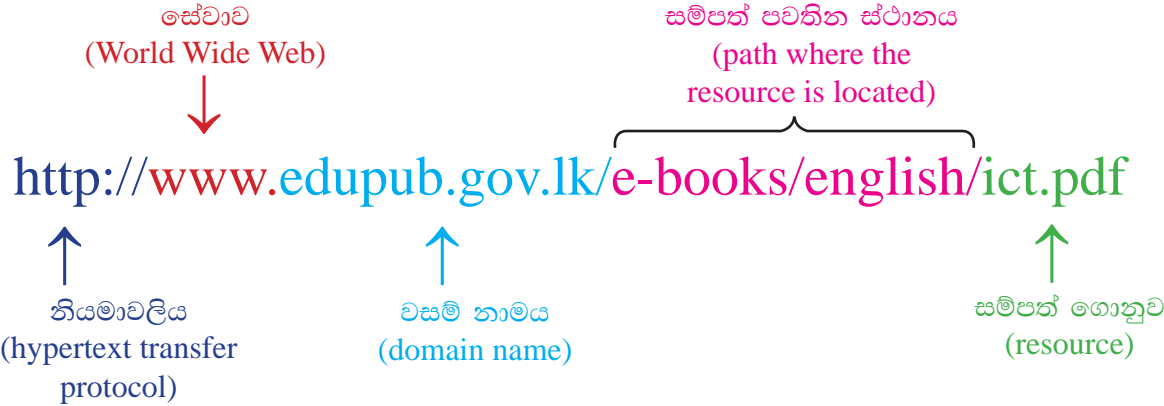 සේවාව
(World Wide Web)
සම්පත් පවතින ස්ථානය
(path where the
resource is located)
http://www.edupub.gov.lk/e-books/english/ict.pdf
නියමාවලිය
(hypertext transfer
protocol)
වසම් නාමය
(domain name)
සම්පත් ගොනුව
(resource)